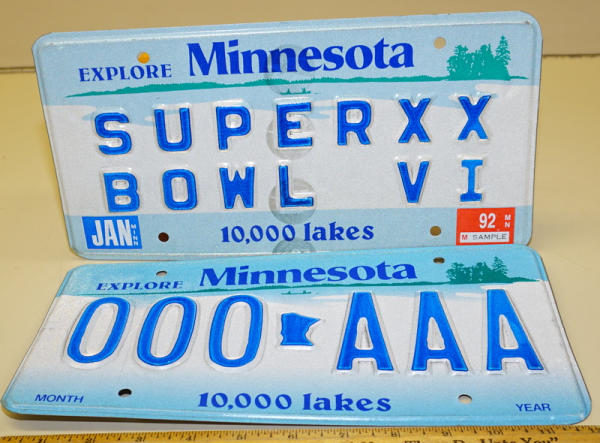 EXPLORE Minnesota
SUPER XX
BOWL VI
JAN MINN
92 MN
M SAMPLE
10,000 lakes
EXPLORE Minnesota
000 AAA
MONTH 10,000 lakes YEAR